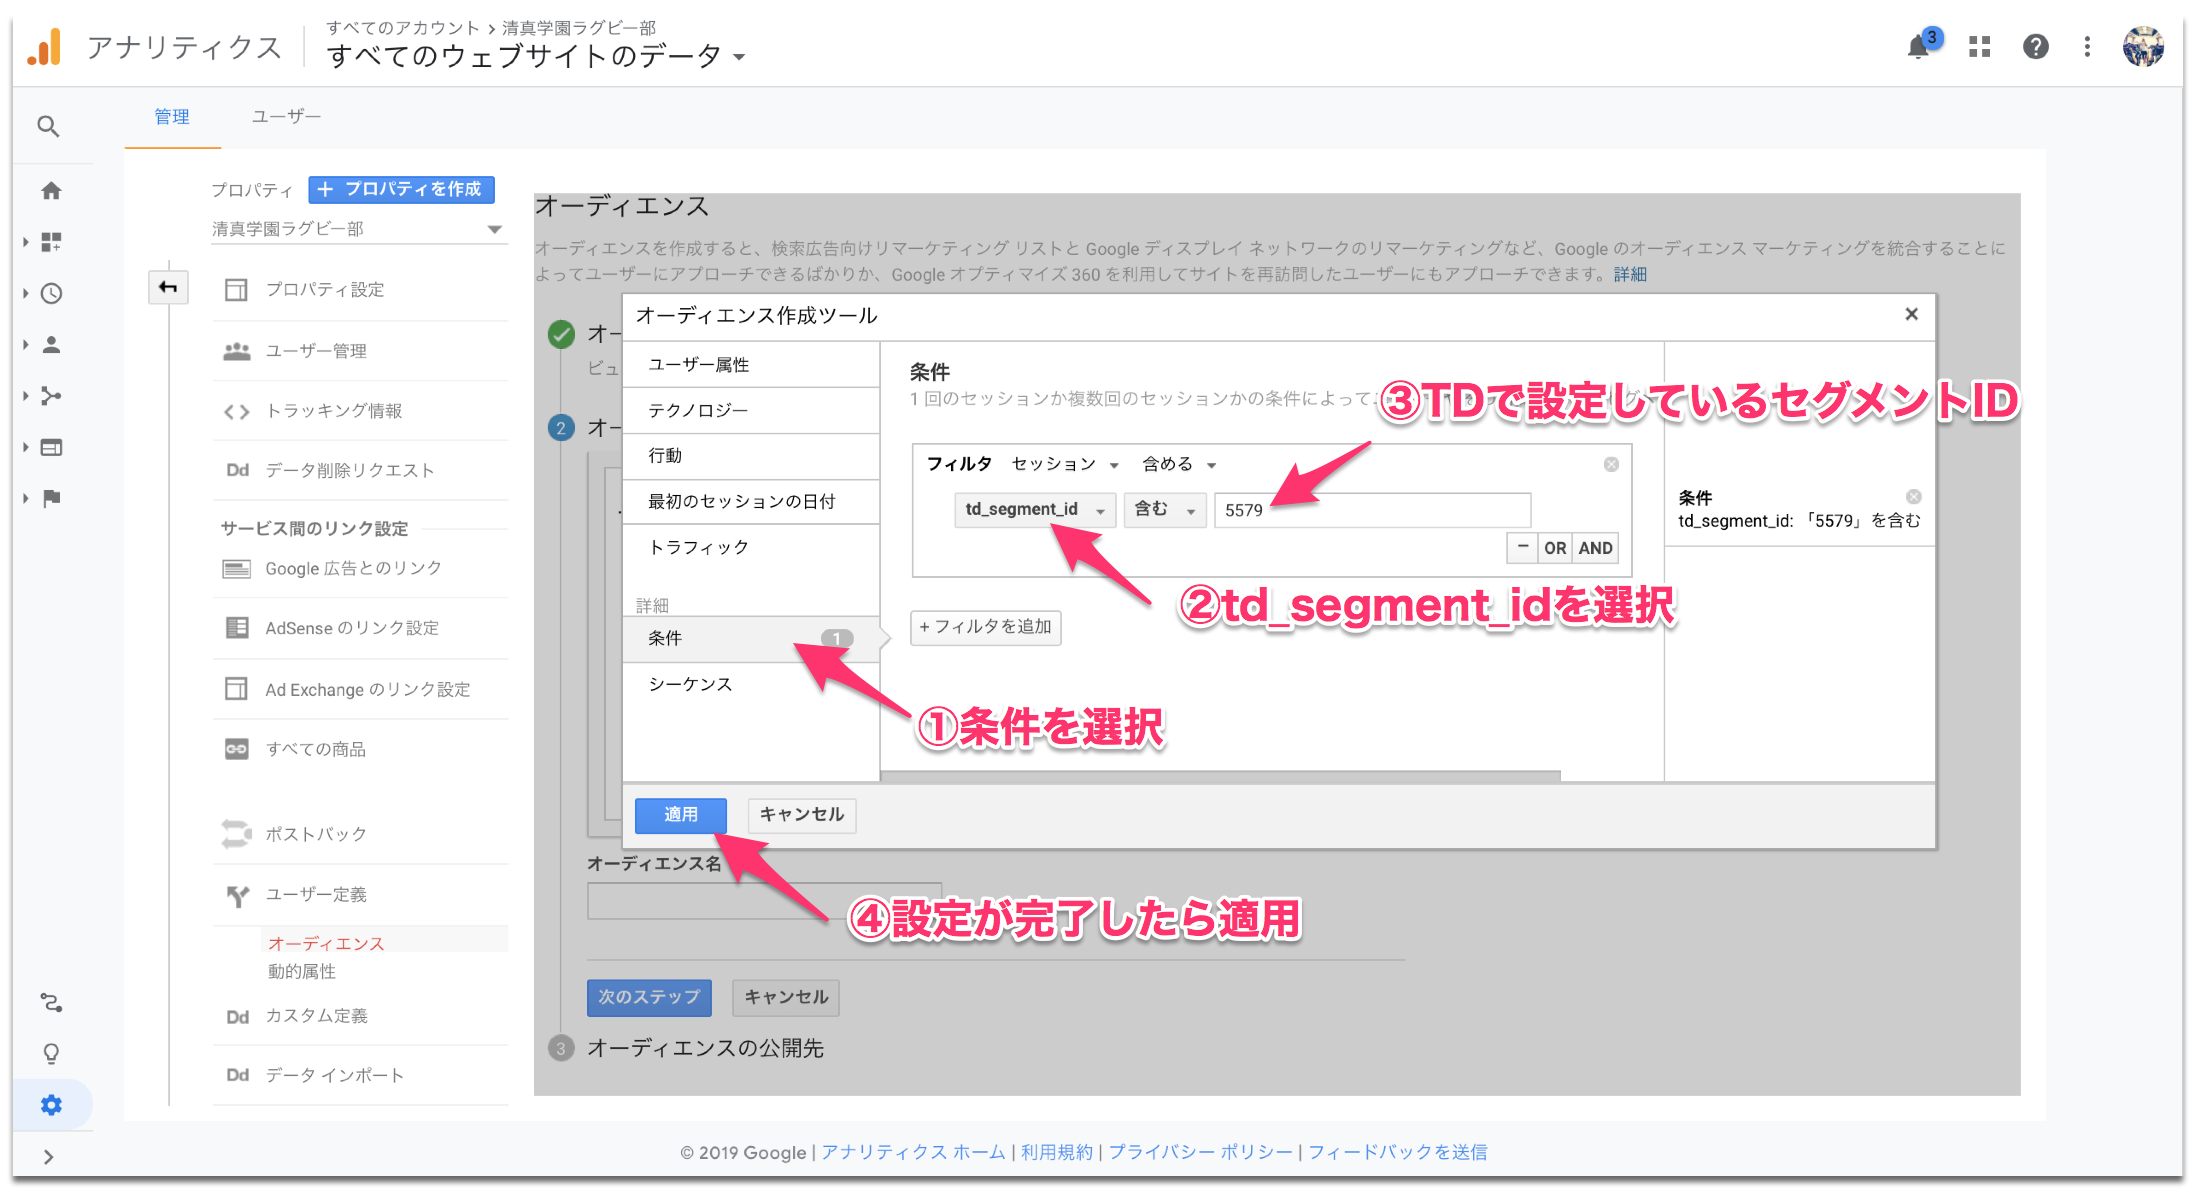 アナリティクス
すべてのアカウント > 清真学園ラグビー部
すべてのウェブサイトのデータ
3
管理
ユーザー
プロパティ
+ プロパティを作成
清真学園ラグビー部
プロパティ設定
ユーザー管理
トラッキング情報
Dd データ削除リクエスト
サービス間のリンク設定
Google 広告とのリンク
AdSense のリンク設定
Ad Exchange のリンク設定
すべての商品
ポストバック
ユーザー定義
オーディエンス
動的属性
Dd カスタム定義
Dd データ インポート
オーディエンス
オーディエンスを作成すると、検索広告向けリマーケティング リストと Google ディスプレイ ネットワークのリマーケティングなど、Google のオーディエンス マーケティングを統合することに
よってユーザーにアプローチできるばかりか、Google オプティマイズ 360 を利用してサイトを再訪問したユーザーにもアプローチできます。詳細
オー
ビュ
2 オー
オーディエンス作成ツール
×
ユーザー属性
テクノロジー
行動
最初のセッションの日付
トラフィック
詳細
条件 1
シーケンス
条件
1 回のセッションか複数回のセッションかの条件によってユ
③TDで設定しているセグメントID
フィルタ セッション 含める
td_segment_id 含む 5579
− OR AND
②td_segment_idを選択
+ フィルタを追加
①条件を選択
条件
td_segment_id: 「5579」を含む
適用
キャンセル
④設定が完了したら適用
オーディエンス名
次のステップ
キャンセル
3 オーディエンスの公開先
© 2019 Google | アナリティクス ホーム | 利用規約 | プライバシー ポリシー | フィードバックを送信